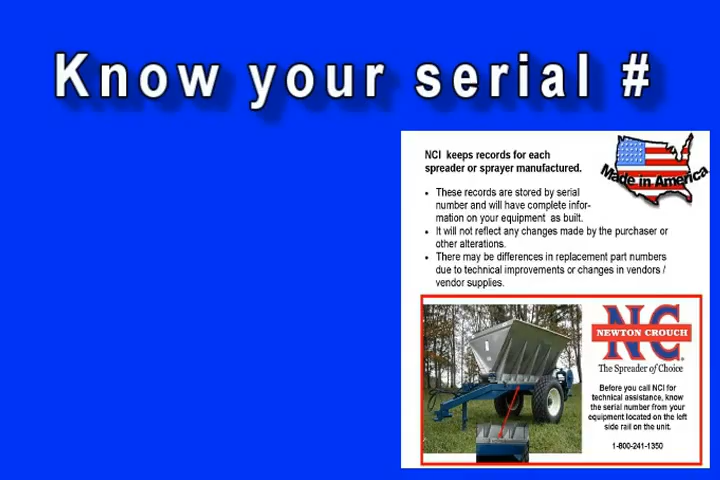 Know your serial #
NCI keeps records for each
spreader or sprayer manufactured.
Made in America
• These records are stored by serial
number and will have complete infor-
mation on your equipment as built.
• It will not reflect any changes made by the purchaser or
other alterations.
• There may be differences in replacement part numbers
due to technical improvements or changes in vendors /
vendor supplies.
NC
NEWTON CROUCH
The Spreader of Choice
Before you call NCI for
technical assistance, know
the serial number from your
equipment located on the left
side rail on the unit.
1-800-241-1350